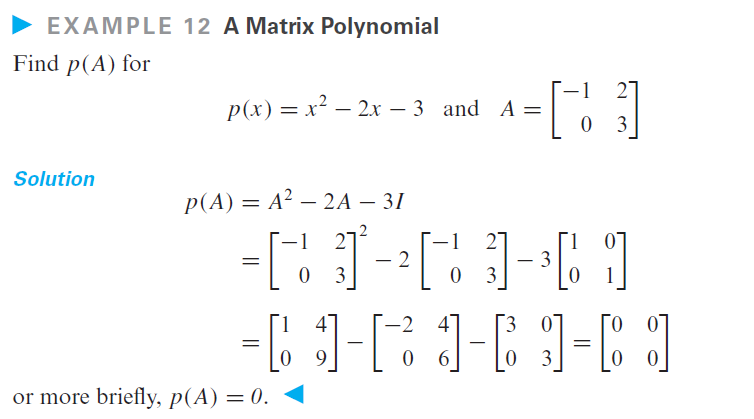 ▶ EXAMPLE 12 A Matrix Polynomial
Find p(A) for
p(x) = x² − 2x − 3 and A = [−1 2; 0 3]
Solution
p(A) = A² − 2A − 3I
= [−1 2; 0 3]² − 2 [−1 2; 0 3] − 3 [1 0; 0 1]
= [1 4; 0 9] − [−2 4; 0 6] − [3 0; 0 3] = [0 0; 0 0]
or more briefly, p(A) = 0. ◀